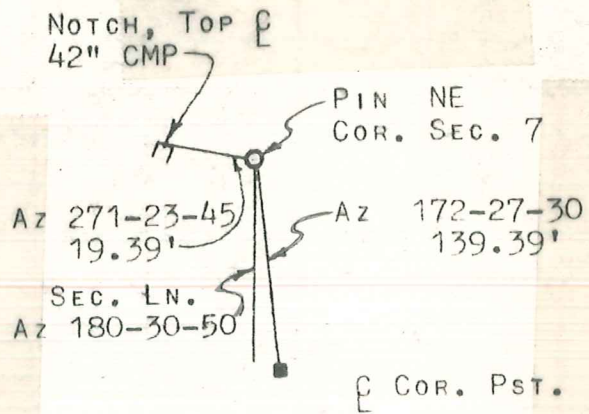 NOTCH, TOP ℄
42" CMP
PIN NE
COR. SEC. 7
AZ 271-23-45
19.39'
AZ 172-27-30
139.39'
SEC. LN.
AZ 180-30-50
℄ COR. PST.